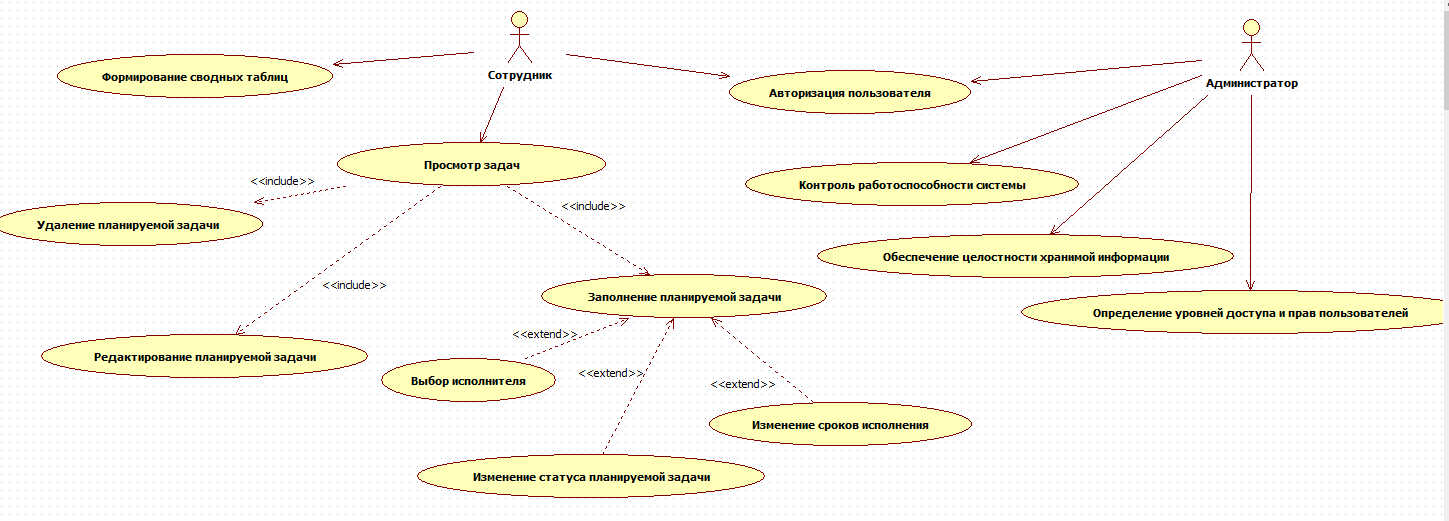 Сотрудник
Администратор
Формирование сводных таблиц
Авторизация пользователя
Просмотр задач
<<include>>
Контроль работоспособности системы
<<include>>
Удаление планируемой задачи
Обеспечение целостности хранимой информации
<<include>>
Заполнение планируемой задачи
Определение уровней доступа и прав пользователей
<<extend>>
Редактирование планируемой задачи
<<extend>>
Выбор исполнителя
<<extend>>
Изменение сроков исполнения
Изменение статуса планируемой задачи